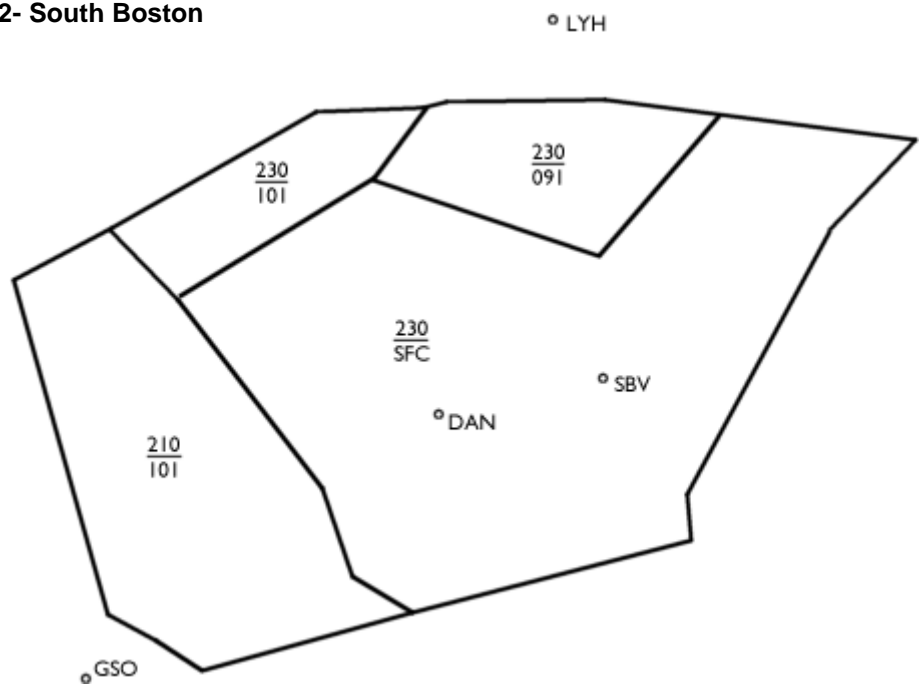 2- South Boston
LYH
230
101
230
091
230
SFC
SBV
DAN
210
101
GSO